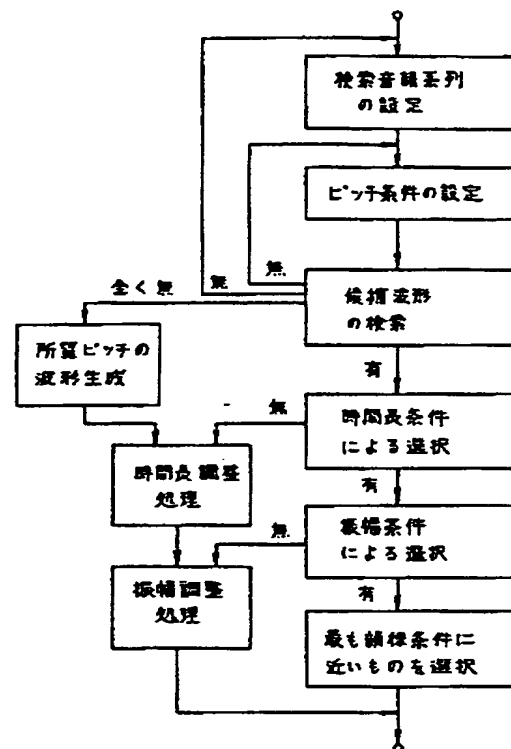 検索音韻系列
の設定
ピッチ条件の設定
無
無
全く無
候補波形
の検索
所望ピッチの
波形生成
有
無
時間長条件
による選択
時間長調整
処理
有
無
振幅条件
による選択
振幅調整
処理
有
最も韻律条件に
近いものを選択